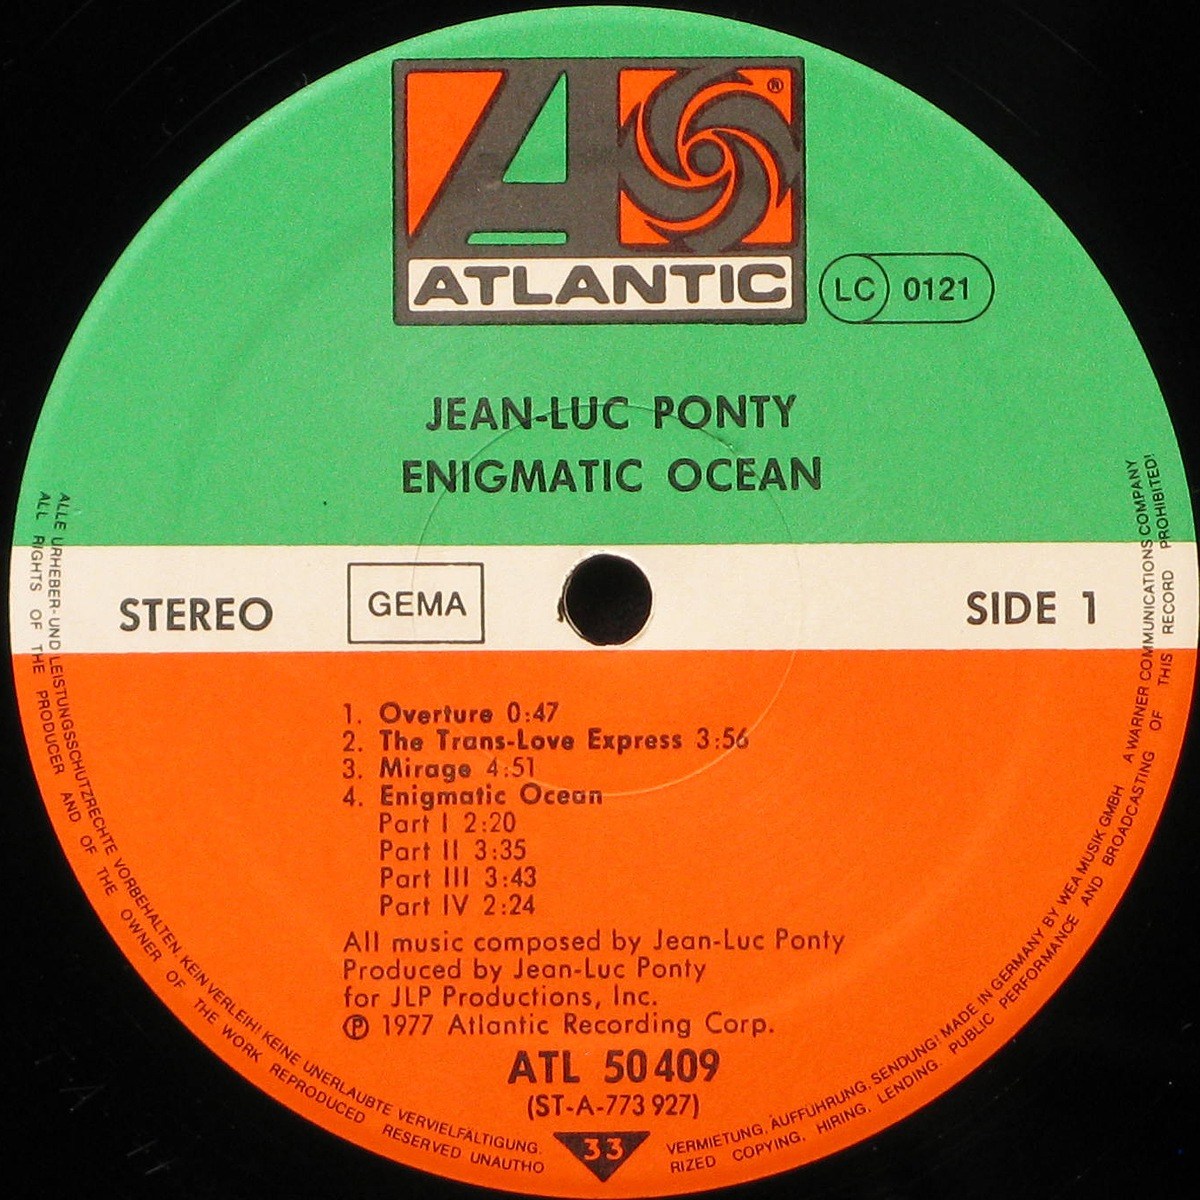 ®
ATLANTIC
LC 0121
JEAN-LUC PONTY
ENIGMATIC OCEAN
STEREO
GEMA
SIDE 1
1. Overture 0:47
2. The Trans-Love Express 3:56
3. Mirage 4:51
4. Enigmatic Ocean
Part I 2:20
Part II 3:35
Part III 3:43
Part IV 2:24
All music composed by Jean-Luc Ponty
Produced by Jean-Luc Ponty
for JLP Productions, Inc.
℗ 1977 Atlantic Recording Corp.
ATL 50 409
(ST-A-773 927)
33
ALLE URHEBER- UND LEISTUNGSSCHUTZRECHTE VORBEHALTEN. KEIN VERLEIH! KEINE UNERLAUBTE VERVIELFÄLTIGUNG. VERMIETUNG, AUFFÜHRUNG, SENDUNG! MADE IN GERMANY BY WEA MUSIK GMBH A WARNER COMMUNICATIONS COMPANY
ALL RIGHTS OF THE PRODUCER AND OF THE OWNER OF THE WORK REPRODUCED RESERVED UNAUTHORIZED COPYING, HIRING, LENDING, PUBLIC PERFORMANCE AND BROADCASTING OF THIS RECORD PROHIBITED!